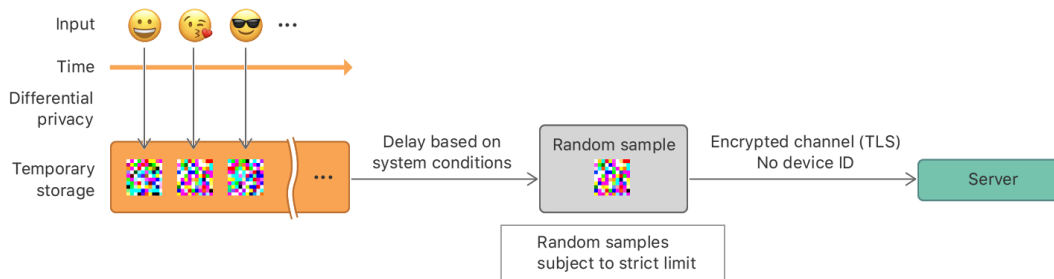 Input
...
Time
Differential
privacy
Temporary
storage
...
Delay based on
system conditions
Random sample
Encrypted channel (TLS)
No device ID
Server
Random samples
subject to strict limit